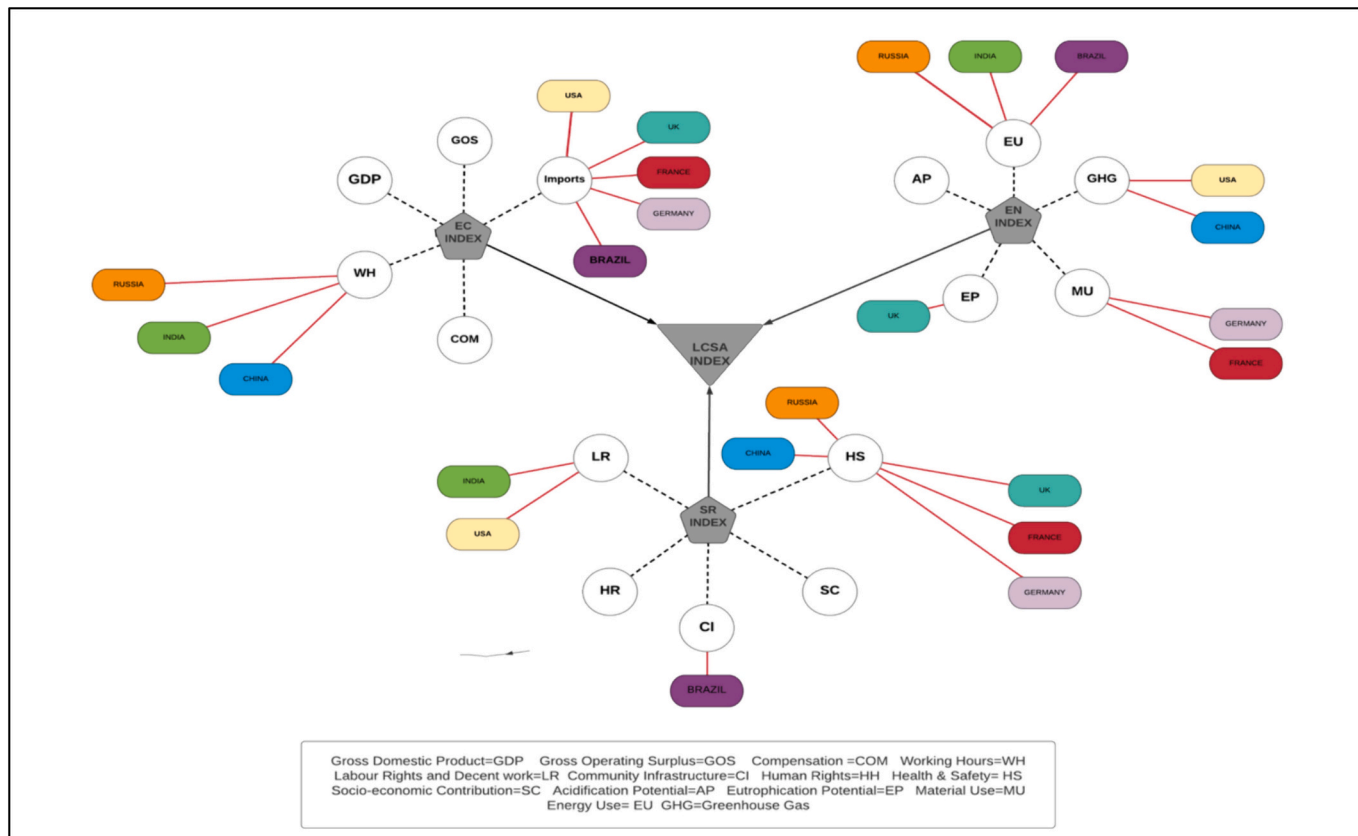 RUSSIA
INDIA
BRAZIL
USA
GOS
UK
EU
GDP
Imports
FRANCE
AP
GHG
USA
GERMANY
EC
INDEX
EN
INDEX
CHINA
BRAZIL
WH
RUSSIA
EP
MU
UK
GERMANY
INDIA
COM
LCSA
INDEX
FRANCE
CHINA
RUSSIA
LR
CHINA
HS
INDIA
UK
SR
INDEX
USA
FRANCE
HR
SC
GERMANY
CI
BRAZIL
Gross Domestic Product=GDP Gross Operating Surplus=GOS Compensation =COM Working Hours=WH
Labour Rights and Decent work=LR Community Infrastructure=CI Human Rights=HH Health & Safety= HS
Socio-economic Contribution=SC Acidification Potential=AP Eutrophication Potential=EP Material Use=MU
Energy Use= EU GHG=Greenhouse Gas